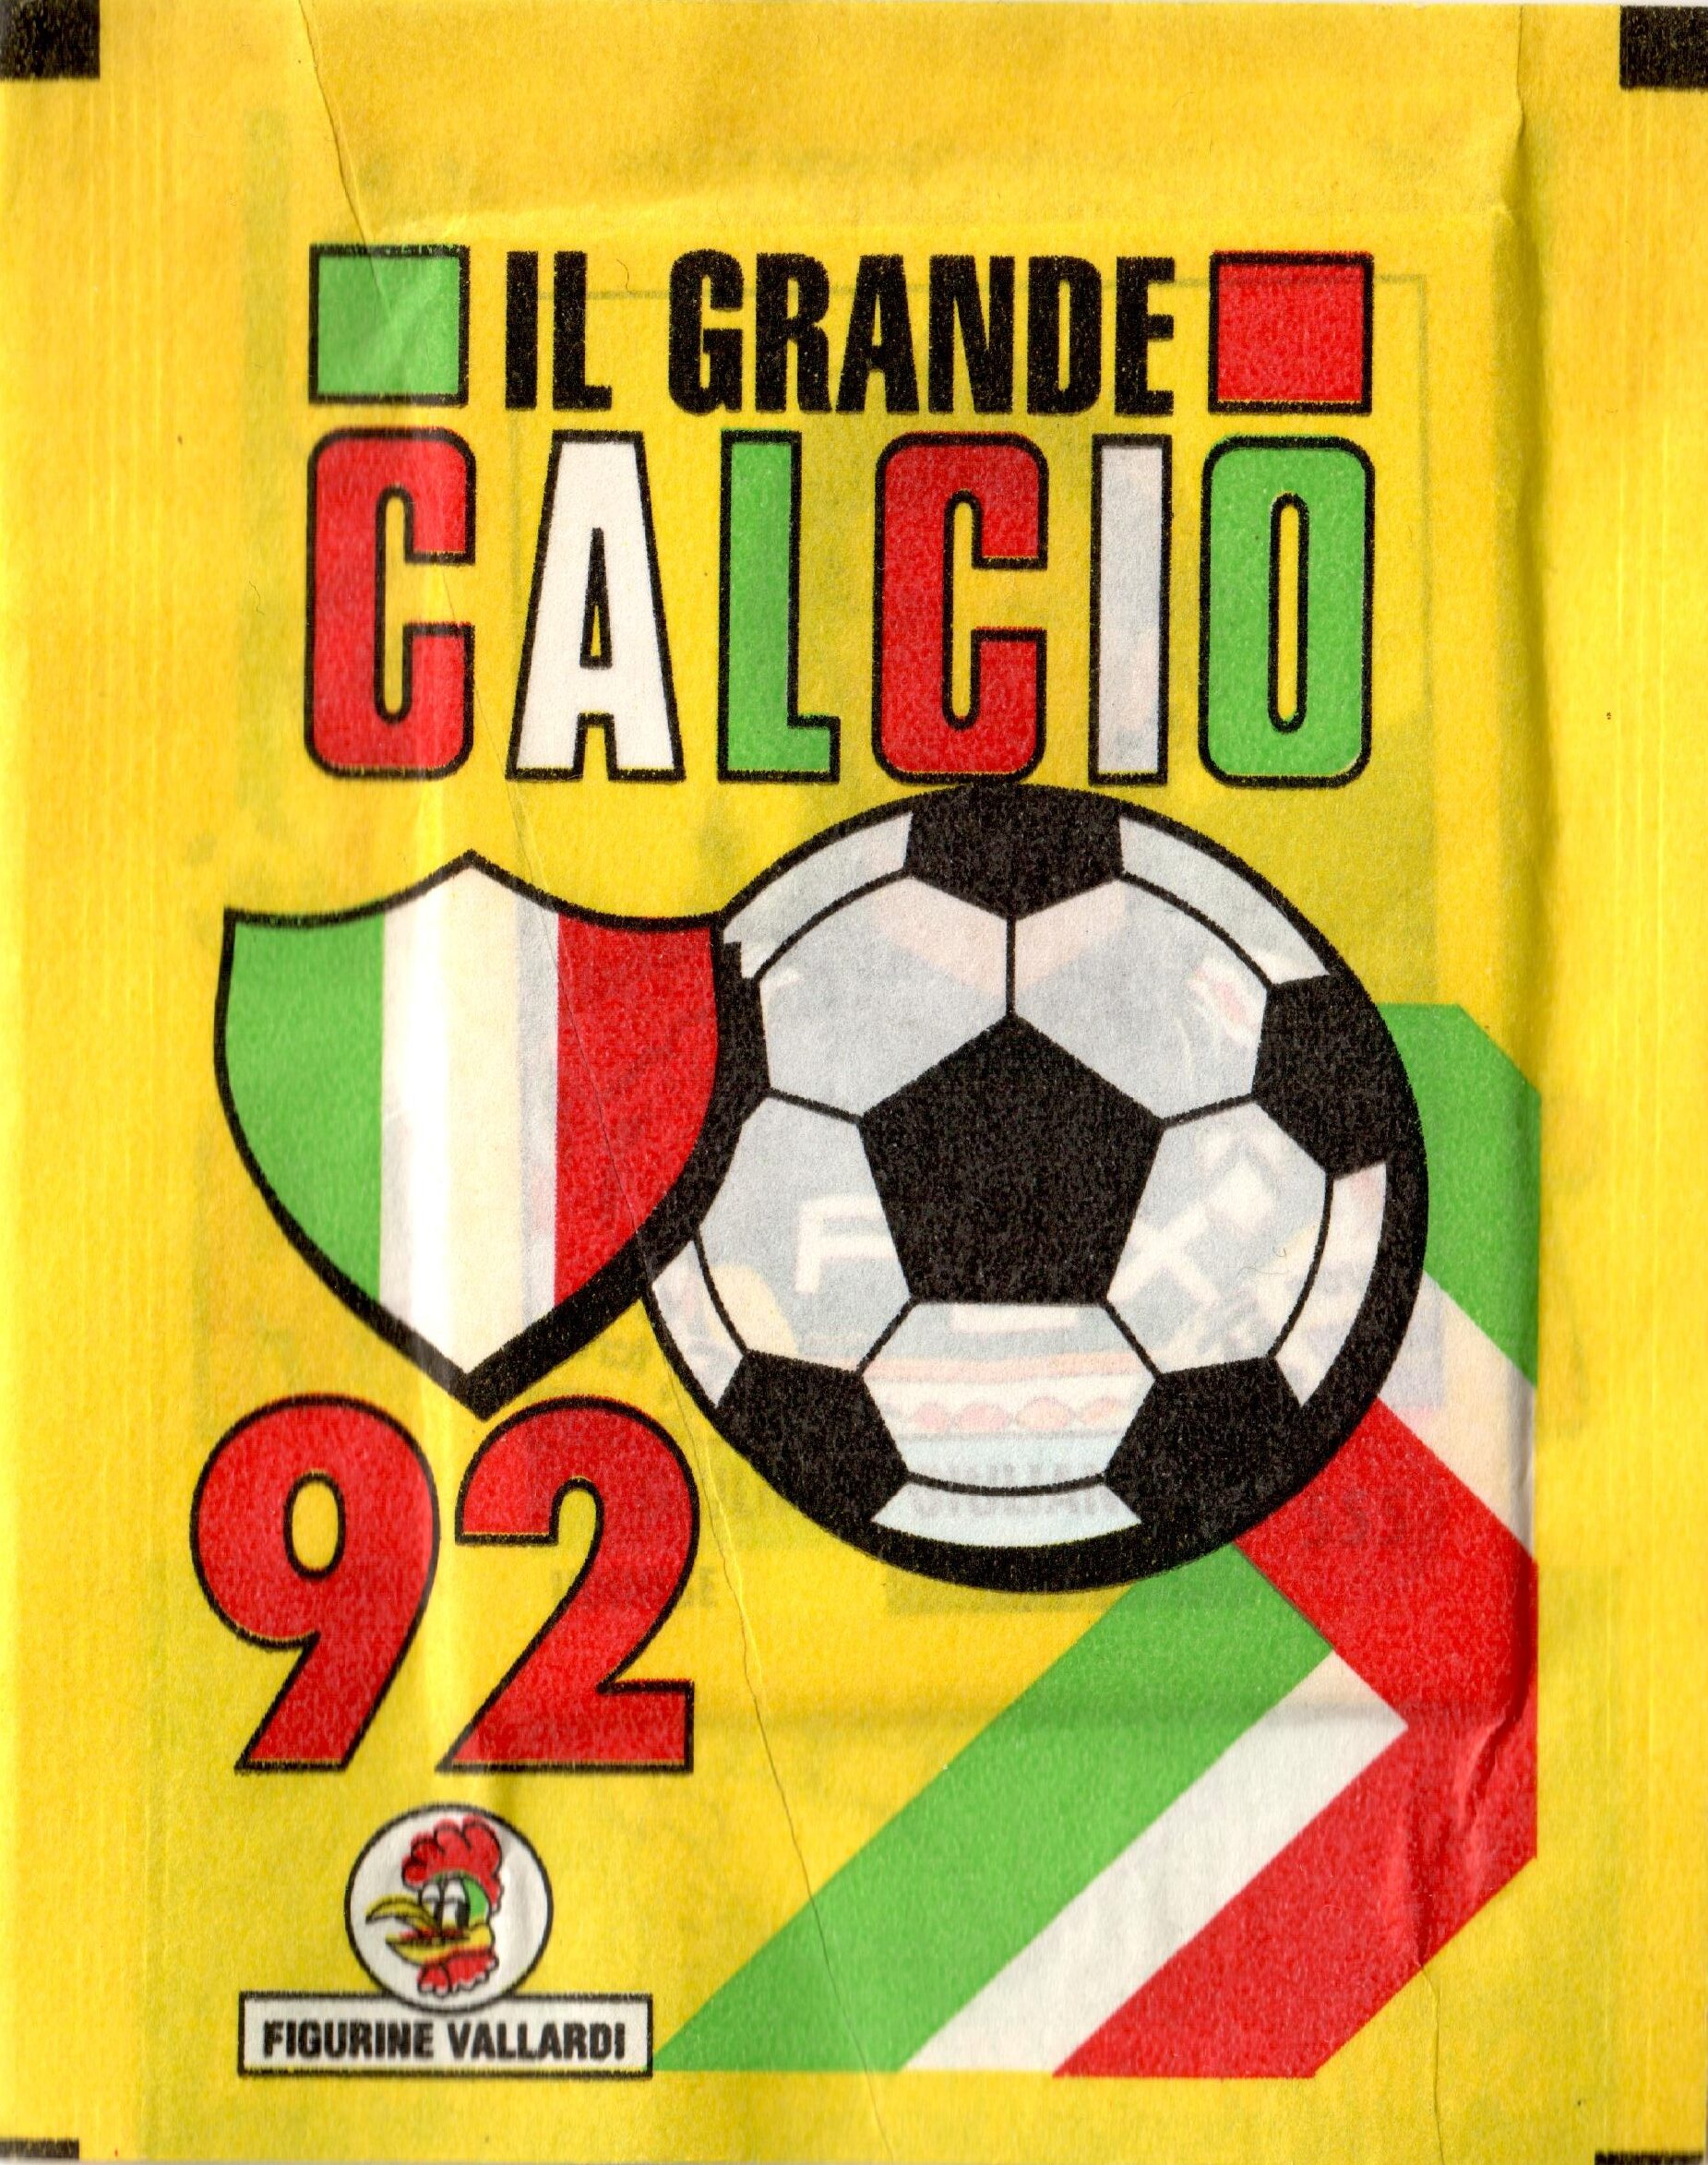 IL GRANDE
CALCIO
92
FIGURINE VALLARDI